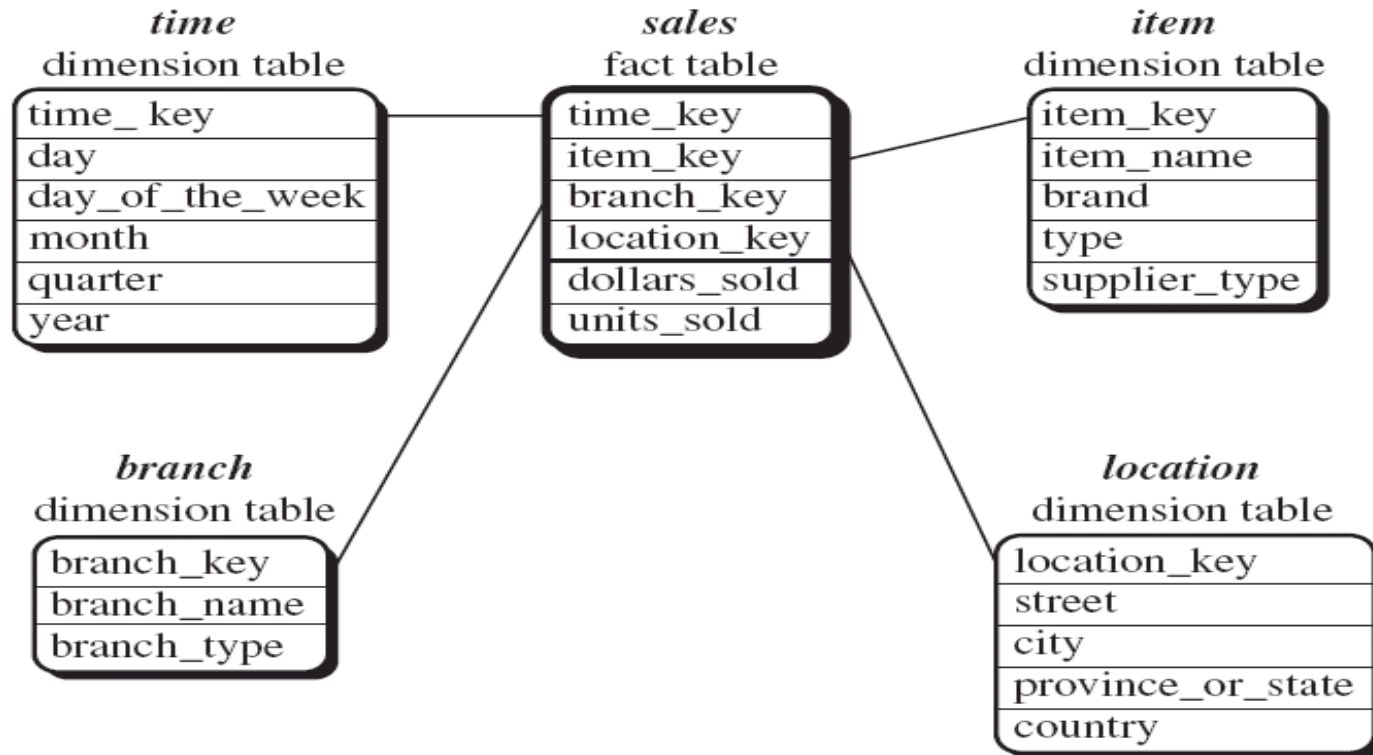 time
dimension table
time_ key
day
day_of_the_week
month
quarter
year
sales
fact table
time_key
item_key
branch_key
location_key
dollars_sold
units_sold
item
dimension table
item_key
item_name
brand
type
supplier_type
branch
dimension table
branch_key
branch_name
branch_type
location
dimension table
location_key
street
city
province_or_state
country